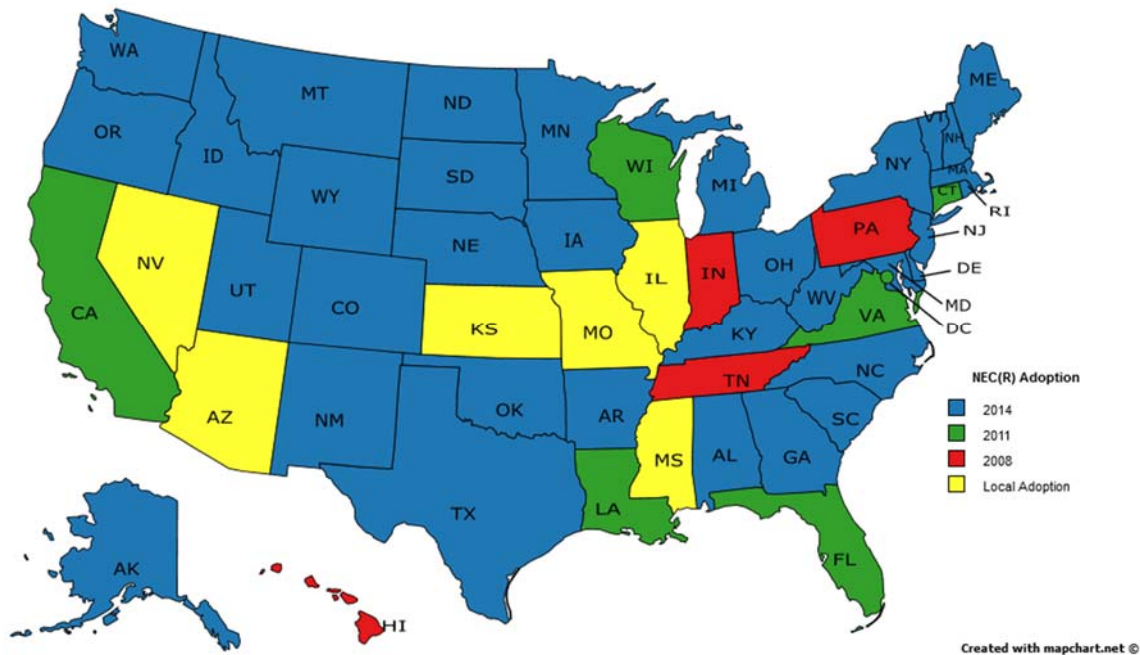 WA
MT
ND
MN
ME
VT
NH
OR
ID
SD
WI
MI
NY
MA
CT
RI
WY
NE
IA
PA
NJ
NV
UT
CO
IL
IN
OH
DE
CA
KS
MO
WV
VA
MD
KY
DC
AZ
NM
OK
AR
TN
NC
SC
MS
AL
GA
TX
LA
FL
AK
HI
NEC(R) Adoption
2014
2011
2008
Local Adoption
Created with mapchart.net ©